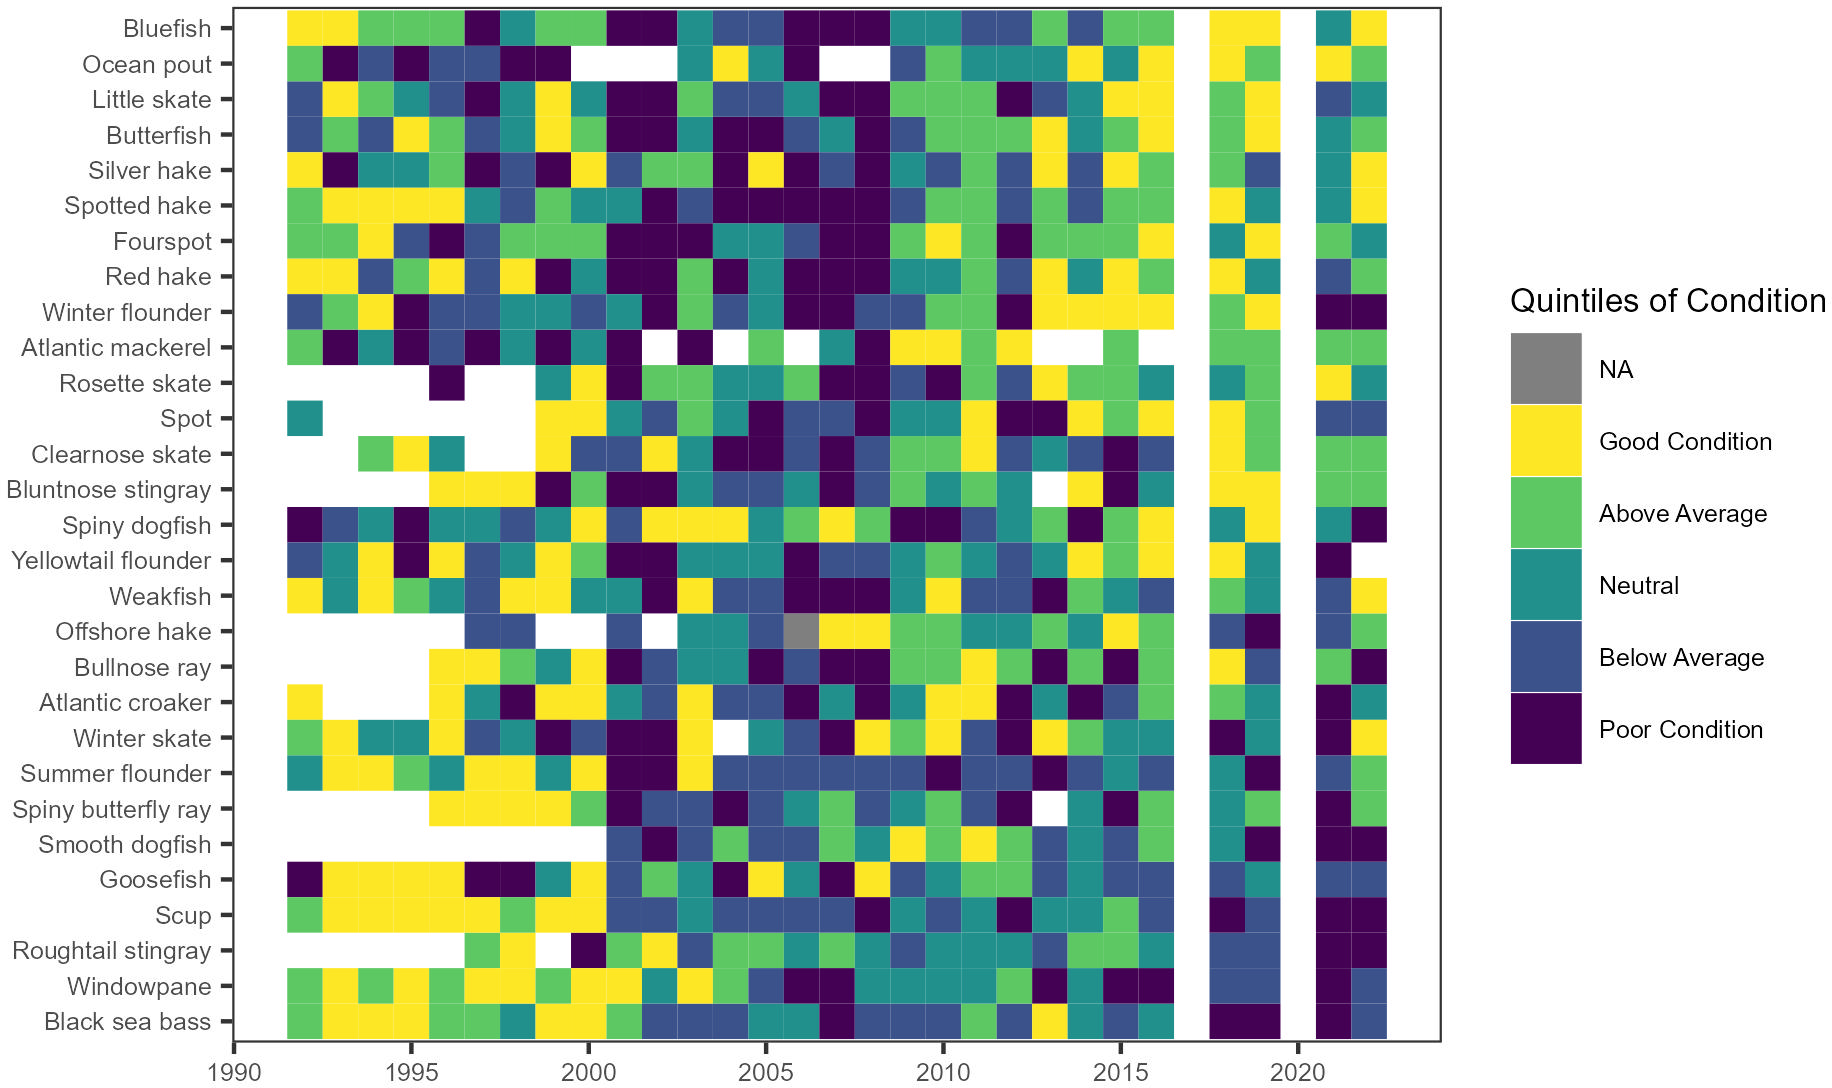 Bluefish
Ocean pout
Little skate
Butterfish
Silver hake
Spotted hake
Fourspot
Red hake
Winter flounder
Atlantic mackerel
Rosette skate
Spot
Clearnose skate
Bluntnose stingray
Spiny dogfish
Yellowtail flounder
Weakfish
Offshore hake
Bullnose ray
Atlantic croaker
Winter skate
Summer flounder
Spiny butterfly ray
Smooth dogfish
Goosefish
Scup
Roughtail stingray
Windowpane
Black sea bass
1990 1995 2000 2005 2010 2015 2020
Quintiles of Condition
NA
Good Condition
Above Average
Neutral
Below Average
Poor Condition